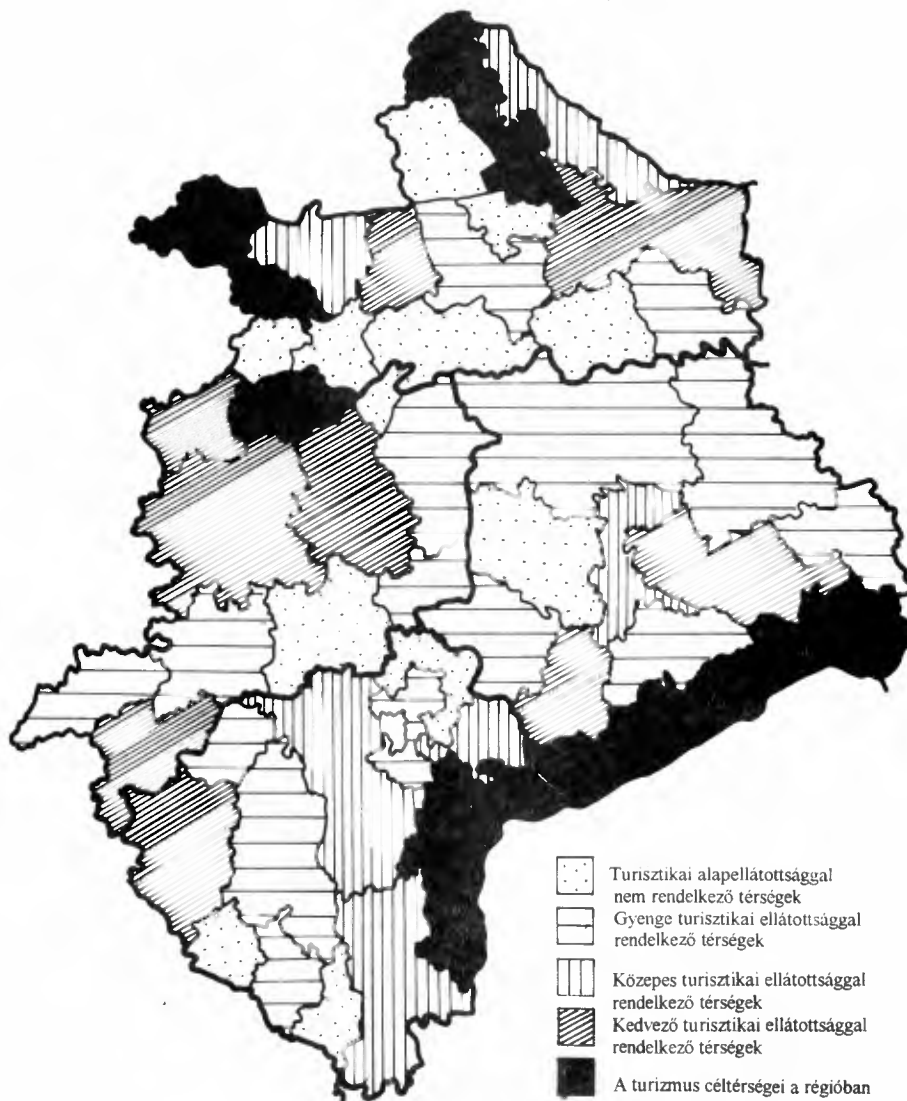 Turisztikai alapellátottsággal
nem rendelkező térségek
Gyenge turisztikai ellátottsággal
rendelkező térségek
Közepes turisztikai ellátottsággal
rendelkező térségek
Kedvező turisztikai ellátottsággal
rendelkező térségek
A turizmus céltérségei a régióban